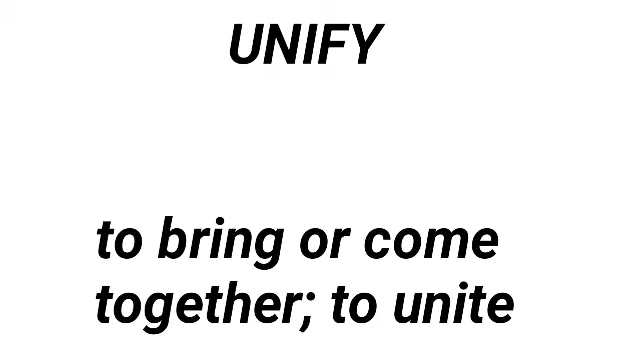 UNIFY
to bring or come
together; to unite